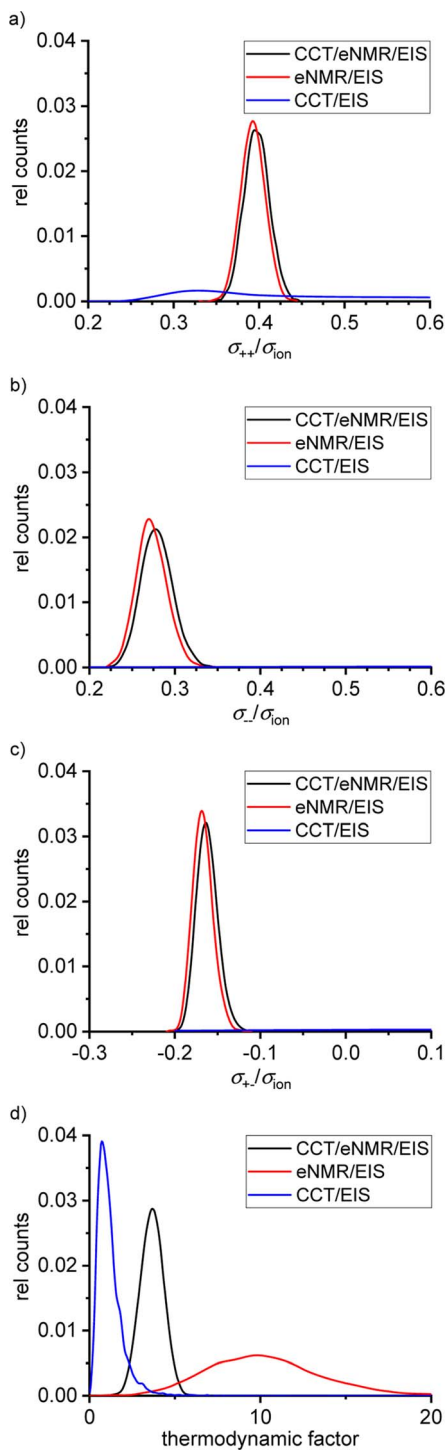 a)
CCT/eNMR/EIS
eNMR/EIS
CCT/EIS
rel counts
0.04
0.03
0.02
0.01
0.00
0.2 0.3 0.4 0.5 0.6
σ++/σion
b)
CCT/eNMR/EIS
eNMR/EIS
CCT/EIS
rel counts
0.04
0.03
0.02
0.01
0.00
0.2 0.3 0.4 0.5 0.6
σ--/σion
c)
CCT/eNMR/EIS
eNMR/EIS
CCT/EIS
rel counts
0.04
0.03
0.02
0.01
0.00
-0.3 -0.2 -0.1 0.0 0.1
σ+-/σion
d)
CCT/eNMR/EIS
eNMR/EIS
CCT/EIS
rel counts
0.04
0.03
0.02
0.01
0.00
0 10 20
thermodynamic factor